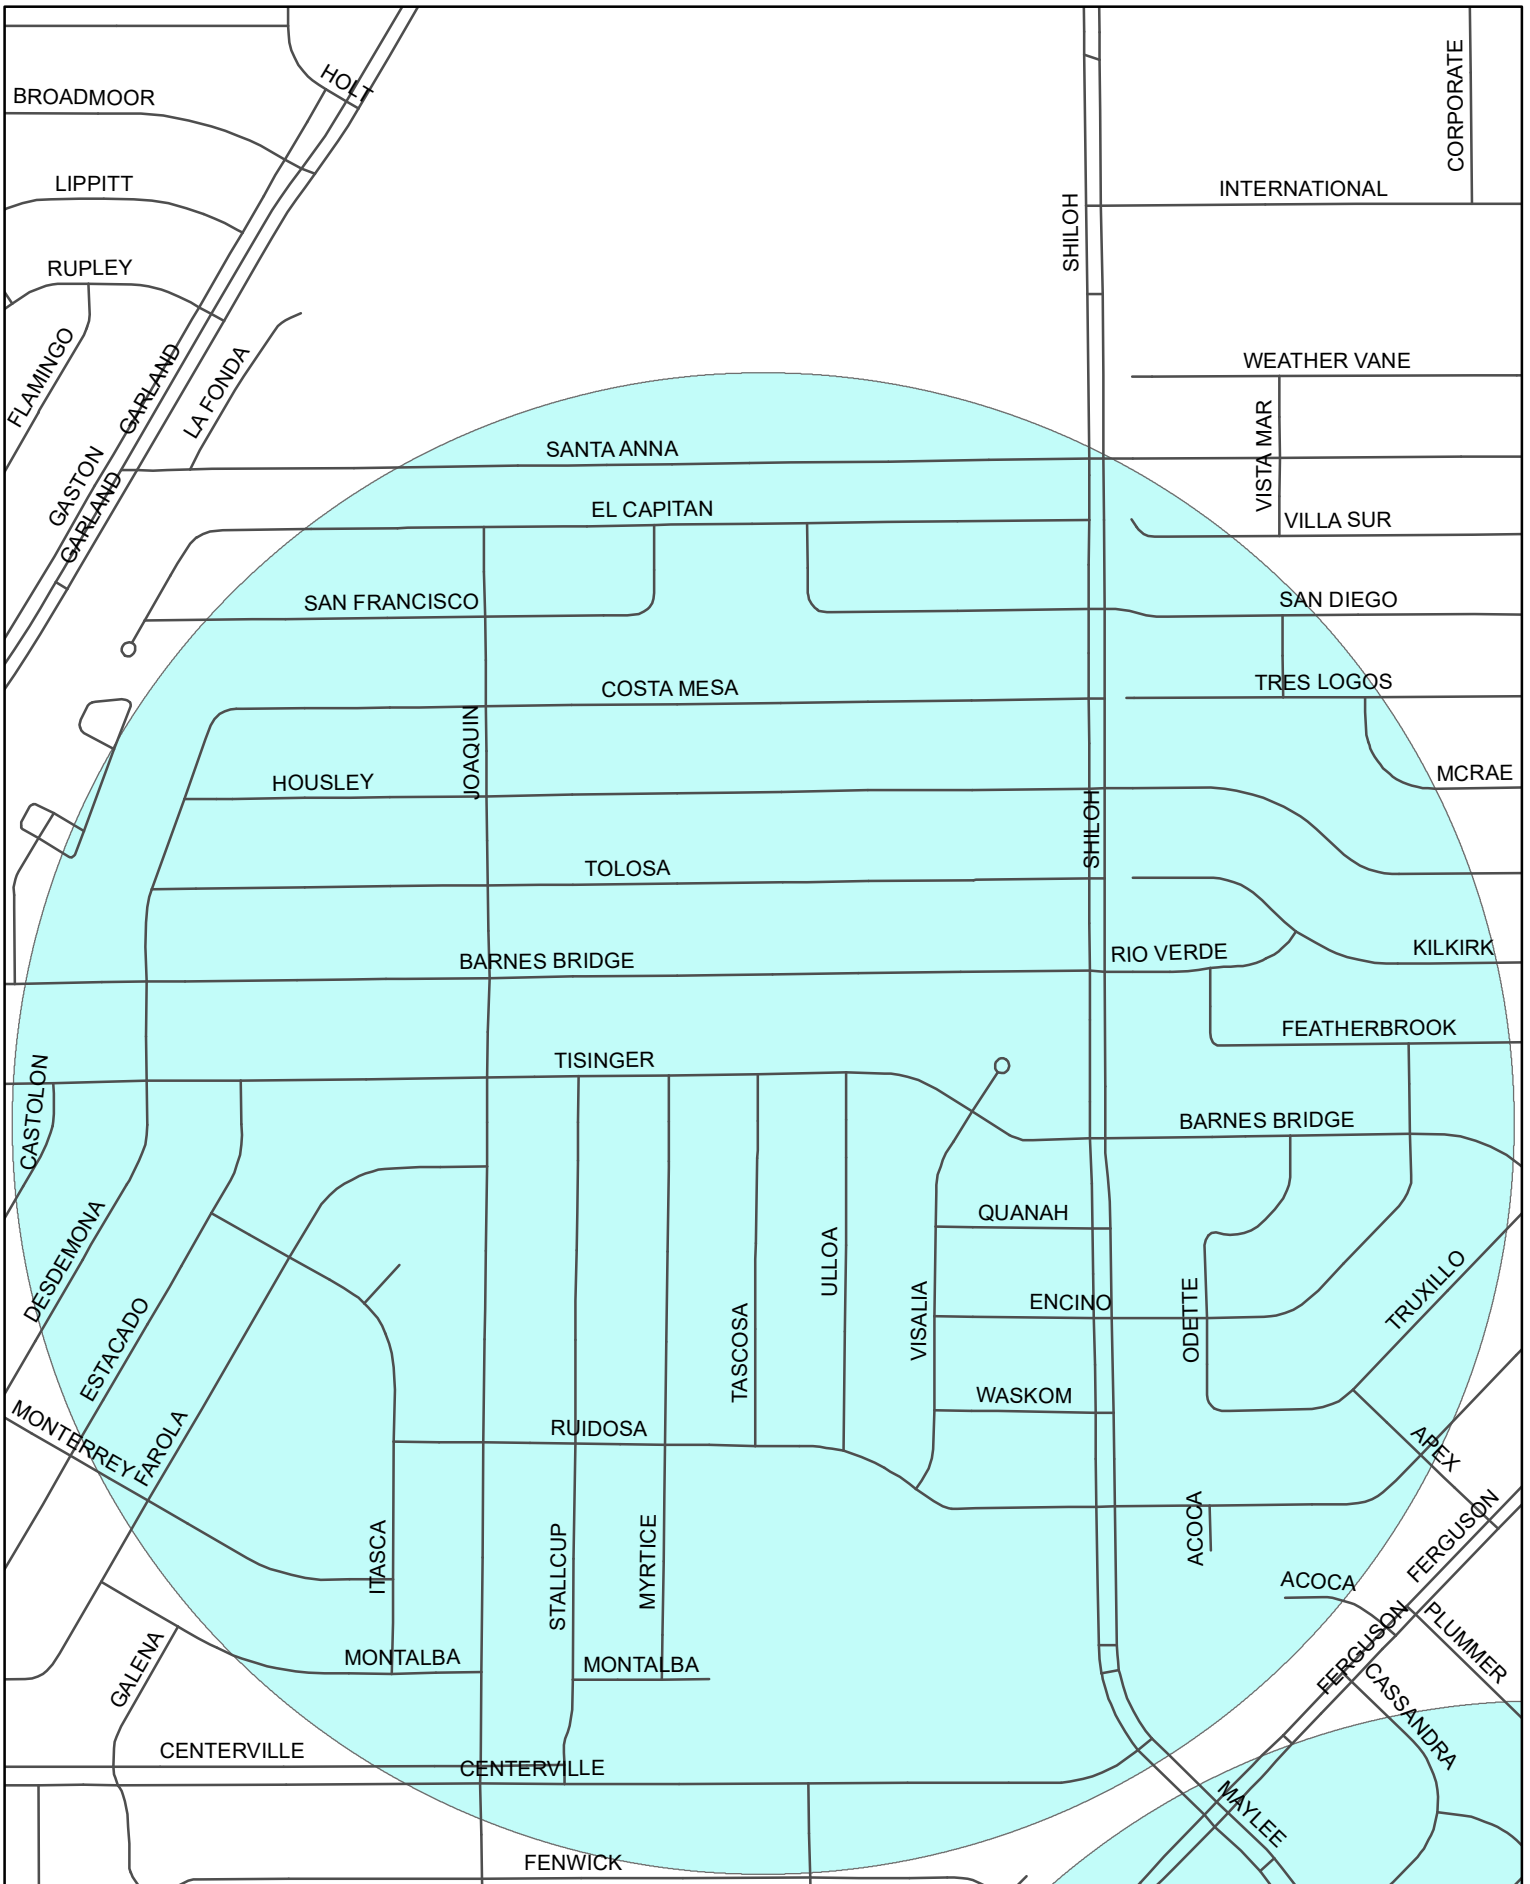 HOLT
CORPORATE
BROADMOOR
LIPPITT
INTERNATIONAL
SHILOH
RUPLEY
FLAMINGO
GARLAND
LA FONDA
WEATHER VANE
VISTA MAR
SANTA ANNA
GASTON
GARLAND
EL CAPITAN
VILLA SUR
SAN FRANCISCO
SAN DIEGO
COSTA MESA
TRES LOGOS
JOAQUIN
HOUSLEY
MCRAE
SHILOH
TOLOSA
BARNES BRIDGE
RIO VERDE
KILKIRK
FEATHERBROOK
TISINGER
CASTOLON
BARNES BRIDGE
QUANAH
DESDEMONA
ULLOA
TRUXILLO
ENCINO
VISALIA
ODETTE
ESTACADO
TASCOSA
WASKOM
MONTERREY
FAROLA
RUIDOSA
APEX
ACOCA
FERGUSON
ITASCA
STALLCUP
MYRTICE
ACOCA
FERGUSON
PLUMMER
GALENA
MONTALBA
MONTALBA
CASSANDRA
CENTERVILLE
CENTERVILLE
MAYLEE
FENWICK